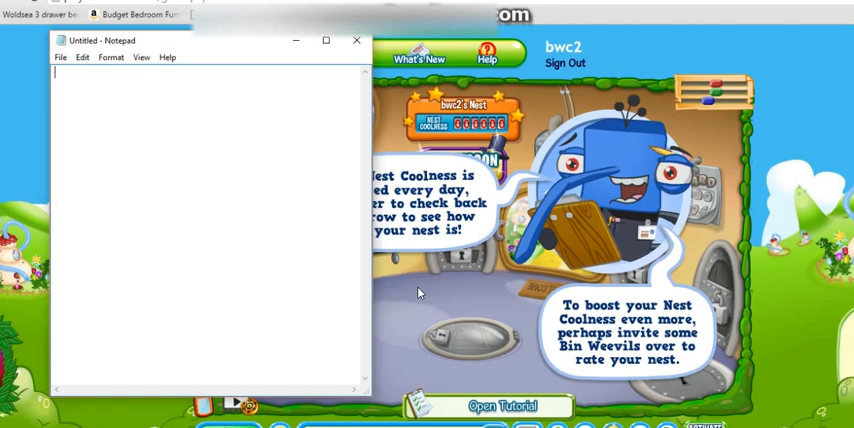 Woldsea 3 drawer be
Budget Bedroom Fur
om
Untitled - Notepad
File Edit Format View Help
What's New
Help
bwc2
Sign Out
bwc2's Nest
NEST
COOLNESS 000000
OON
Nest Coolness is
ed every day,
er to check back
row to see how
your nest is!
To boost your Nest
Coolness even more,
perhaps invite some
Bin Weevils over to
rate your nest.
Open Tutorial
ACTIVATE